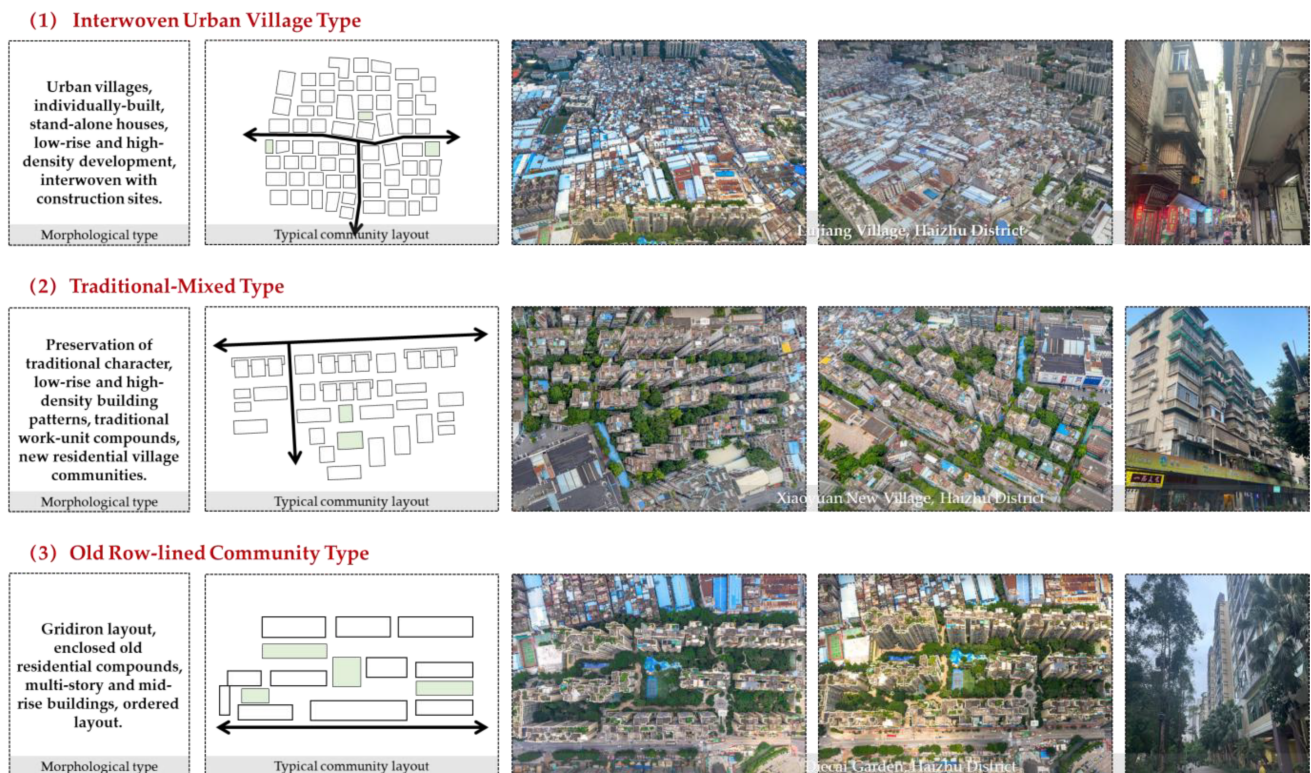 (1) Interwoven Urban Village Type
Urban villages,
individually-built,
stand-alone houses,
low-rise and high-
density development,
interwoven with
construction sites.
Morphological type
Typical community layout
Village, Haizhu District
(2) Traditional-Mixed Type
Preservation of
traditional character,
low-rise and high-
density building
patterns, traditional
work-unit compounds,
new residential village
communities.
Morphological type
Typical community layout
Xiaoyuan New Village, Haizhu District
(3) Old Row-lined Community Type
Gridiron layout,
enclosed old
residential compounds,
multi-story and mid-
rise buildings, ordered
layout.
Morphological type
Typical community layout
Garden, Haizhu District